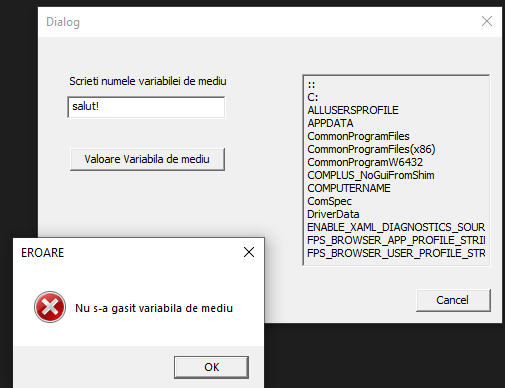 Dialog
Scrieti numele variabilei de mediu
salut!
Valoare Variabila de mediu
::
C:
ALLUSERSPROFILE
APPDATA
CommonProgramFiles
CommonProgramFiles(x86)
CommonProgramW6432
COMPLUS_NoGuiFromShim
COMPUTERNAME
ComSpec
DriverData
ENABLE_XAML_DIAGNOSTICS_SOUR
FPS_BROWSER_APP_PROFILE_STRI
FPS_BROWSER_USER_PROFILE_STR
Cancel
EROARE
Nu s-a gasit variabila de mediu
OK